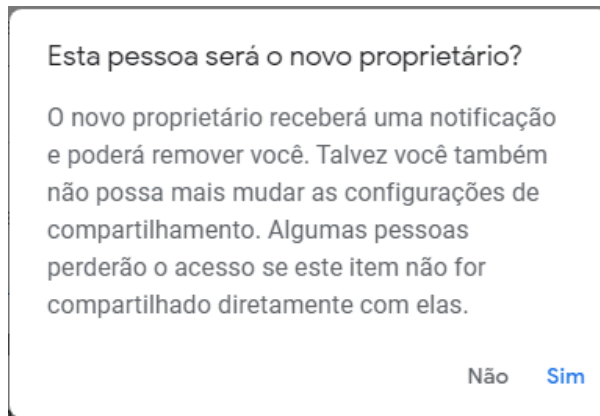 Esta pessoa será o novo proprietário?
O novo proprietário receberá uma notificação
e poderá remover você. Talvez você também
não possa mais mudar as configurações de
compartilhamento. Algumas pessoas
perderão o acesso se este item não for
compartilhado diretamente com elas.
Não Sim